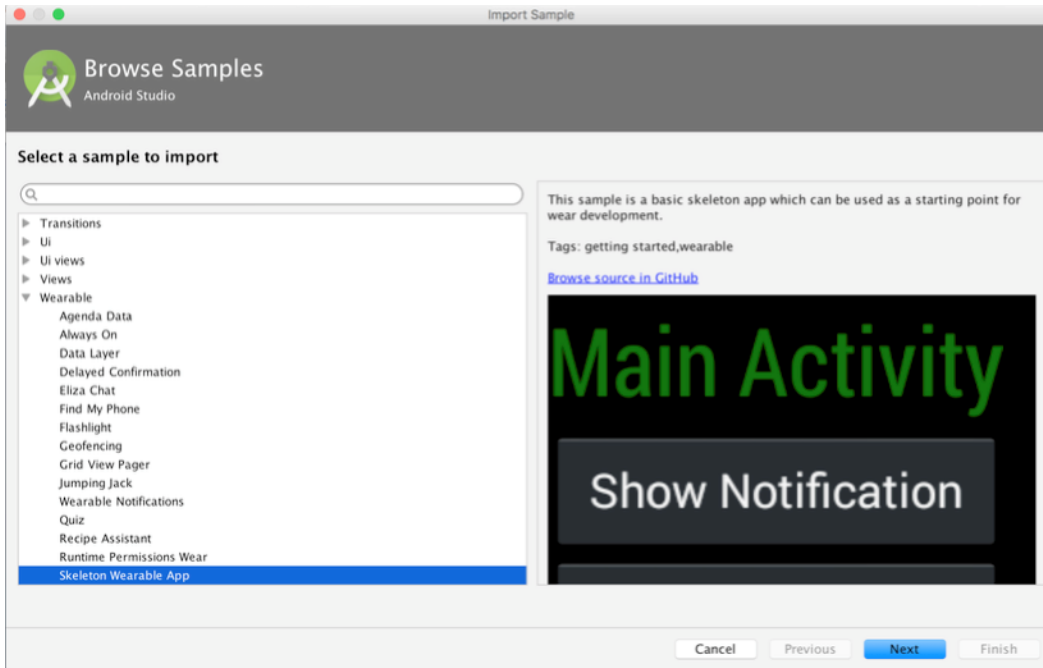 Import Sample
Browse Samples
Android Studio
Select a sample to import
Transitions
Ui
Ui views
Views
Wearable
Agenda Data
Always On
Data Layer
Delayed Confirmation
Eliza Chat
Find My Phone
Flashlight
Geofencing
Grid View Pager
Jumping Jack
Wearable Notifications
Quiz
Recipe Assistant
Runtime Permissions Wear
Skeleton Wearable App
This sample is a basic skeleton app which can be used as a starting point for
wear development.
Tags: getting started,wearable
Browse source in GitHub
Main Activity
Show Notification
Cancel Previous Next Finish